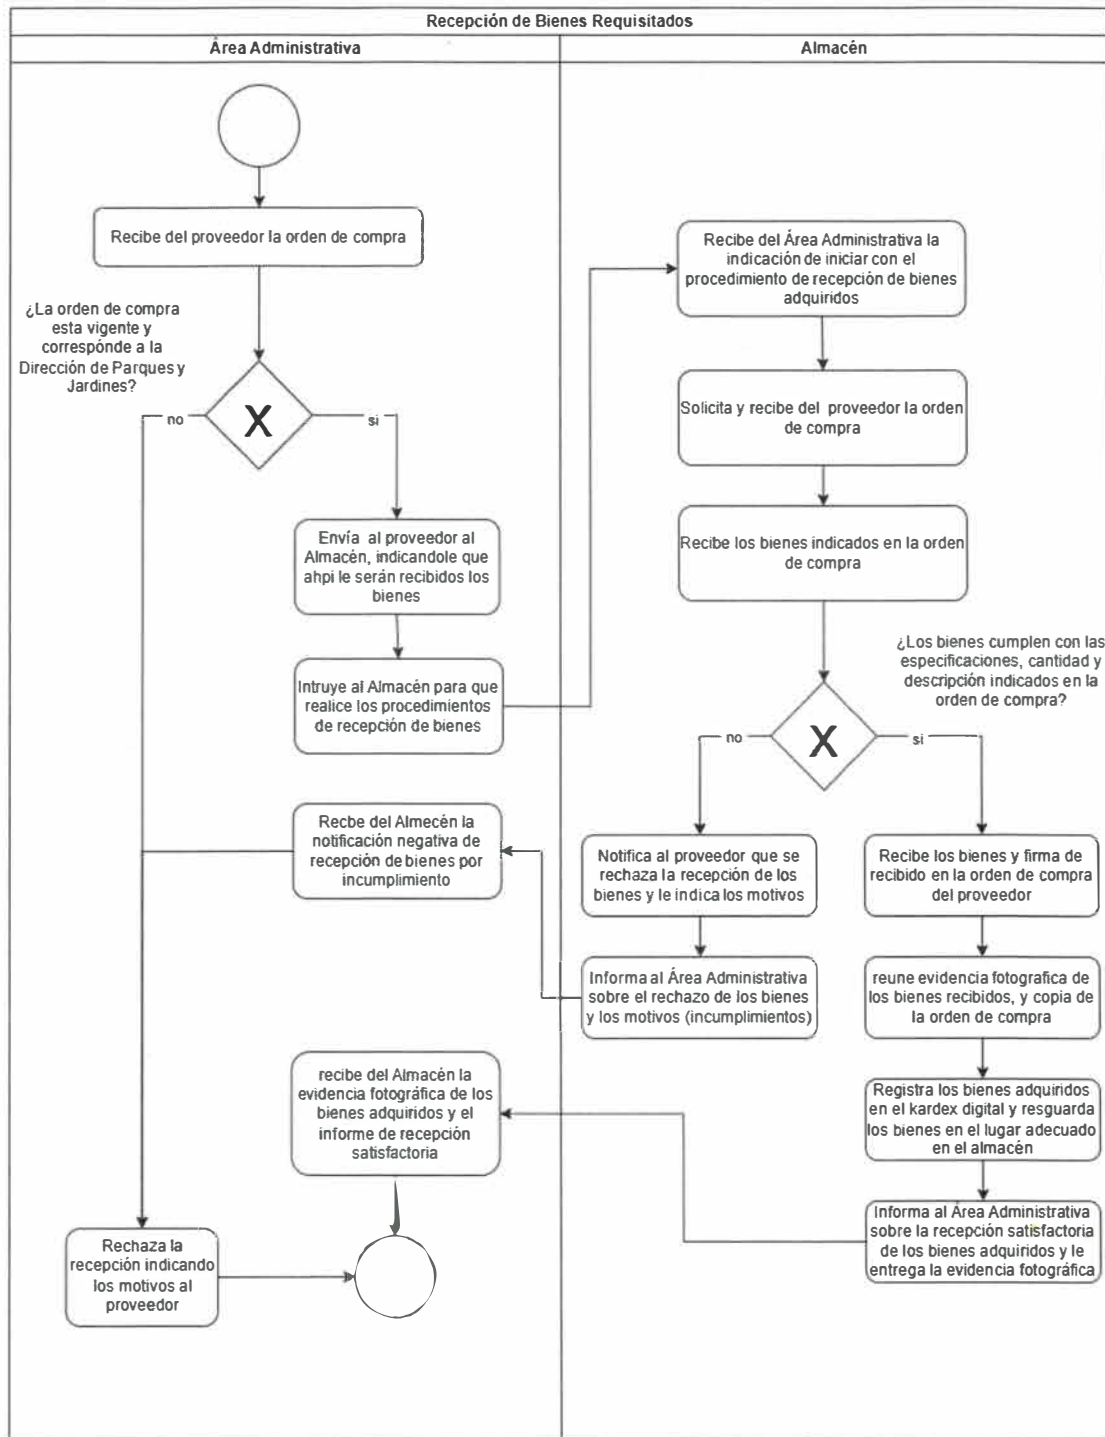 Recepción de Bienes Requisitados
Área Administrativa
Almacén
Recibe del proveedor la orden de compra
¿La orden de compra
esta vigente y
correspónde a la
Dirección de Parques y
Jardines?
no
X
si
Envía al proveedor al
Almacén, indicandole que
ahpi le serán recibidos los
bienes
Intruye al Almacén para que
realice los procedimientos
de recepción de bienes
Recibe del Área Administrativa la
indicación de iniciar con el
procedimiento de recepción de bienes
adquiridos
Solicita y recibe del proveedor la orden
de compra
Recibe los bienes indicados en la orden
de compra
¿Los bienes cumplen con las
especificaciones, cantidad y
descripción indicados en la
orden de compra?
no
X
si
Notifica al proveedor que se
rechaza la recepción de los
bienes y le indica los motivos
Informa al Área Administrativa
sobre el rechazo de los bienes
y los motivos (incumplimientos)
Recbe del Almecén la
notificación negativa de
recepción de bienes por
incumplimiento
Recibe los bienes y firma de
recibido en la orden de compra
del proveedor
reune evidencia fotografica de
los bienes recibidos, y copia de
la orden de compra
Registra los bienes adquiridos
en el kardex digital y resguarda
los bienes en el lugar adecuado
en el almacén
Informa al Área Administrativa
sobre la recepción satisfactoria
de los bienes adquiridos y le
entrega la evidencia fotográfica
recibe del Almacén la
evidencia fotográfica de los
bienes adquiridos y el
informe de recepción
satisfactoria
Rechaza la
recepción indicando
los motivos al
proveedor